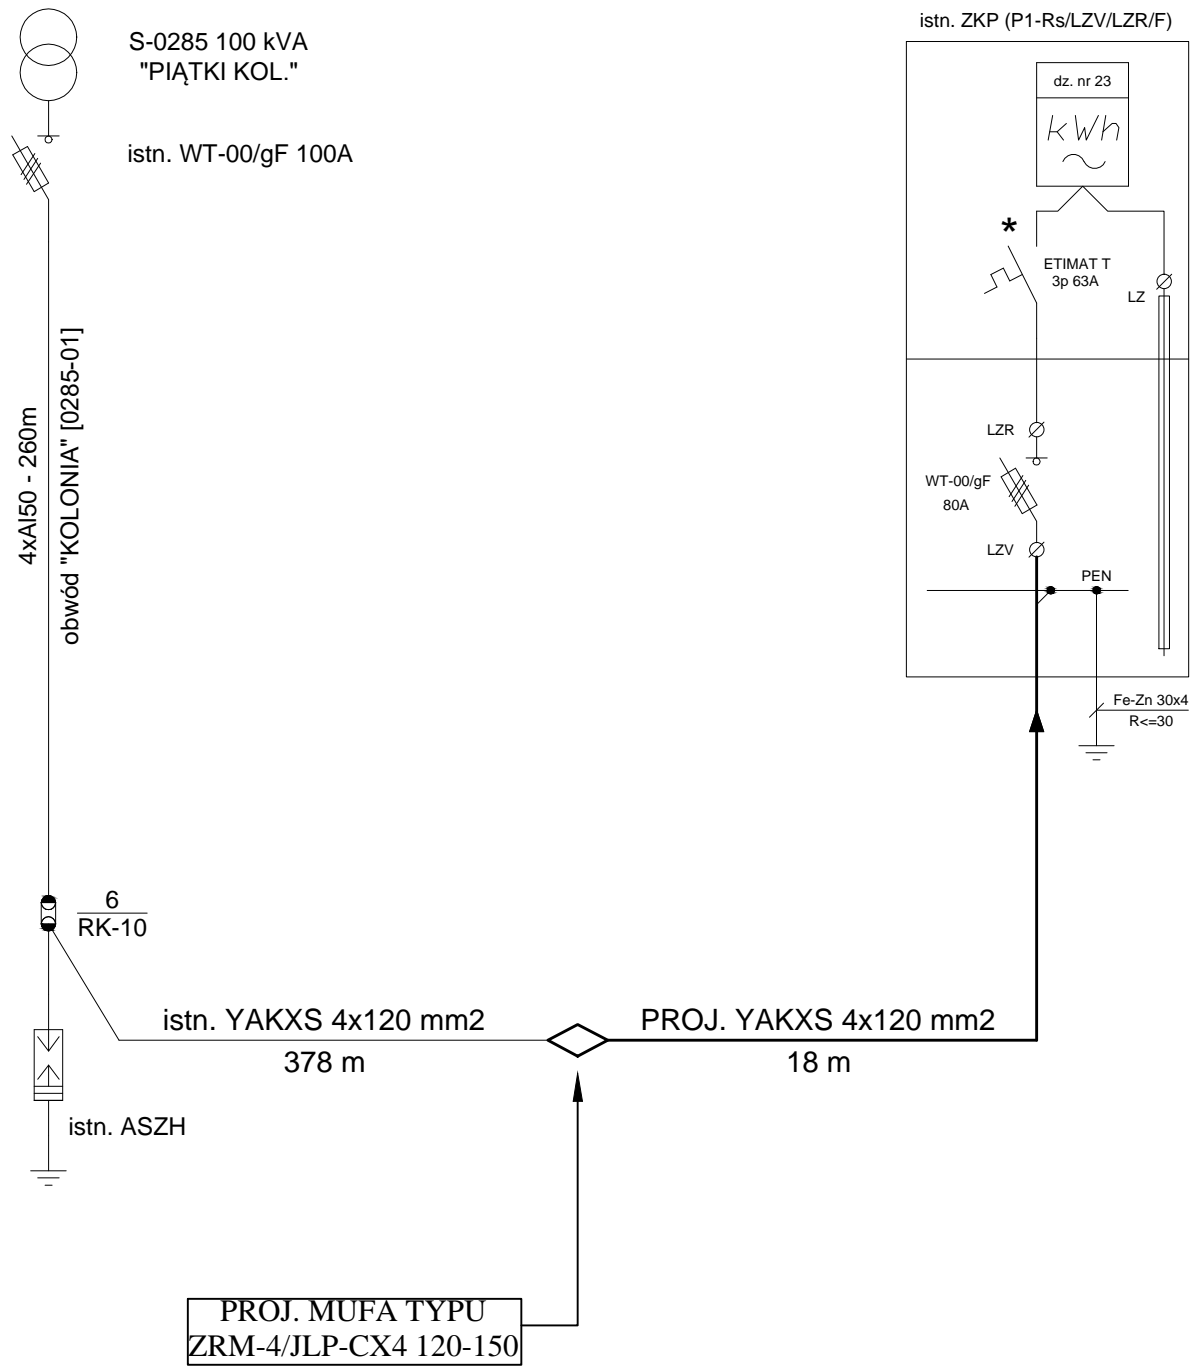 S-0285 100 kVA
"PIĄTKI KOL."
istn. WT-00/gF 100A
4xAl50 - 260m
obwód "KOLONIA" [0285-01]
6
RK-10
istn. ASZH
istn. YAKXS 4x120 mm2
378 m
PROJ. YAKXS 4x120 mm2
18 m
PROJ. MUFA TYPU
ZRM-4/JLP-CX4 120-150
istn. ZKP (P1-Rs/LZV/LZR/F)
dz. nr 23
kWh
*
ETIMAT T
3p 63A
LZ
LZR
WT-00/gF
80A
LZV
PEN
Fe-Zn 30x4
R<=30